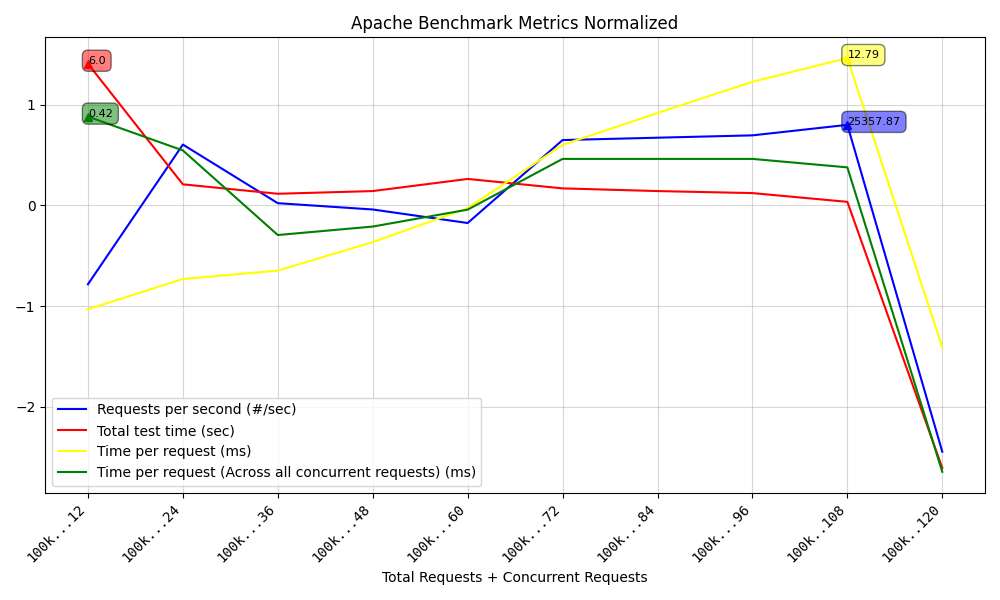 Apache Benchmark Metrics Normalized
6.0
12.79
0.42
25357.87
1
0
−1
−2
Requests per second (#/sec)
Total test time (sec)
Time per request (ms)
Time per request (Across all concurrent requests) (ms)
100k...12
100k...24
100k...36
100k...48
100k...60
100k...72
100k...84
100k...96
100k..108
100k..120
Total Requests + Concurrent Requests